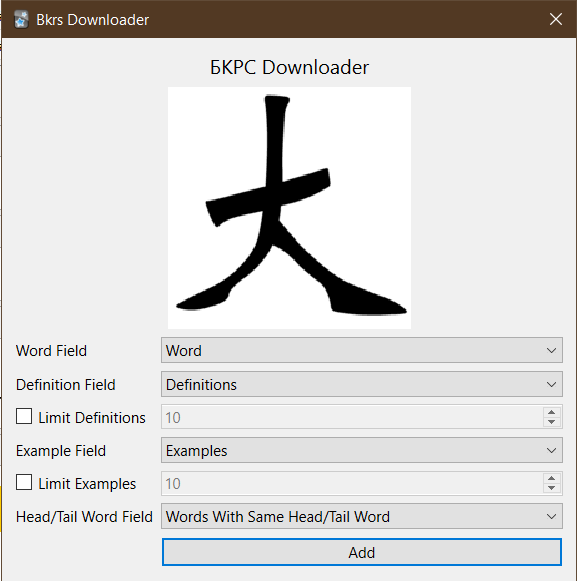 Bkrs Downloader
БКРС Downloader
大
Word Field Word
Definition Field Definitions
Limit Definitions 10
Example Field Examples
Limit Examples 10
Head/Tail Word Field Words With Same Head/Tail Word
Add